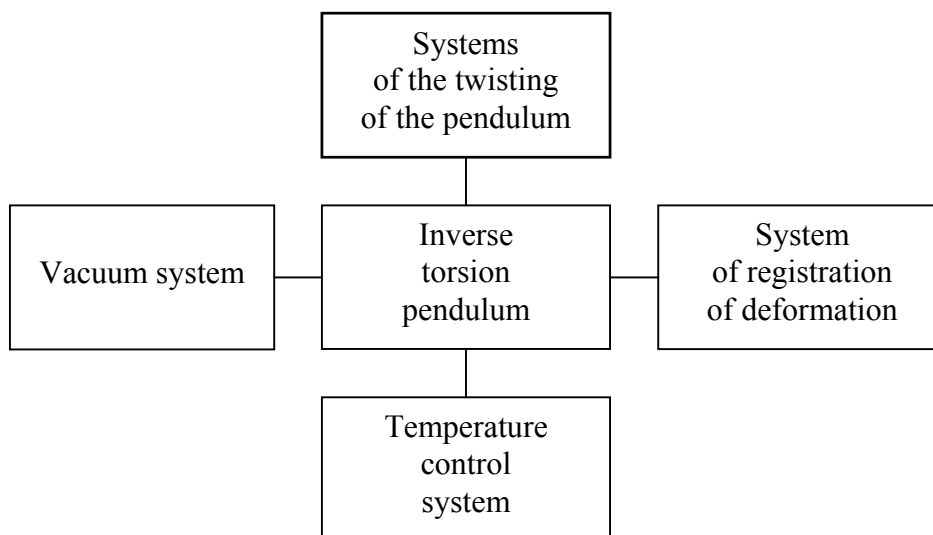 Systems
of the twisting
of the pendulum
Vacuum system
Inverse
torsion
pendulum
System
of registration
of deformation
Temperature
control
system